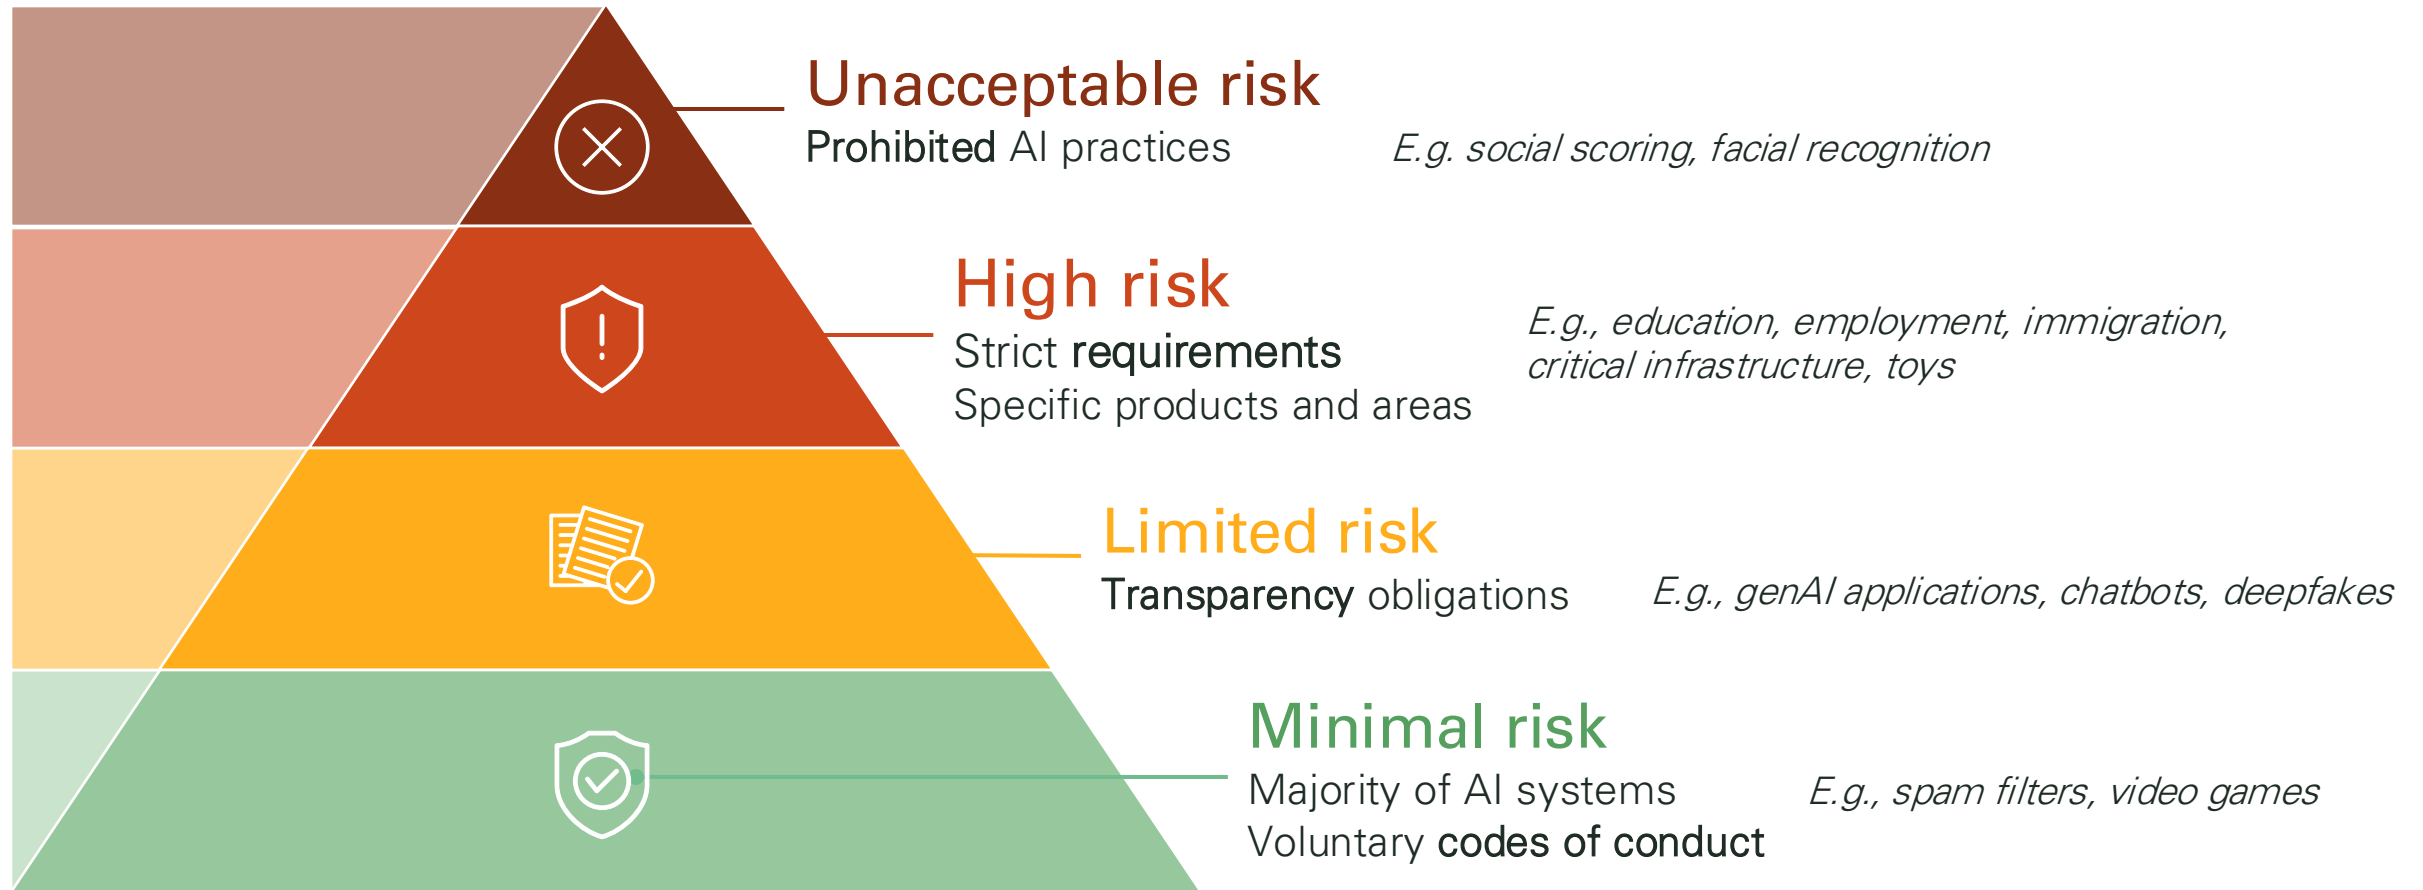 Unacceptable risk
Prohibited AI practices
E.g. social scoring, facial recognition
High risk
Strict requirements
Specific products and areas
E.g., education, employment, immigration,
critical infrastructure, toys
Limited risk
Transparency obligations
E.g., genAI applications, chatbots, deepfakes
Minimal risk
Majority of AI systems
Voluntary codes of conduct
E.g., spam filters, video games